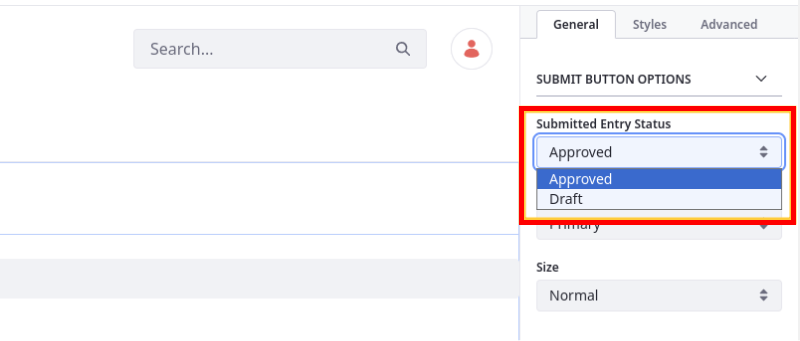 General Styles Advanced
Search...
SUBMIT BUTTON OPTIONS
Submitted Entry Status
Approved
Approved
Draft
Primary
Size
Normal